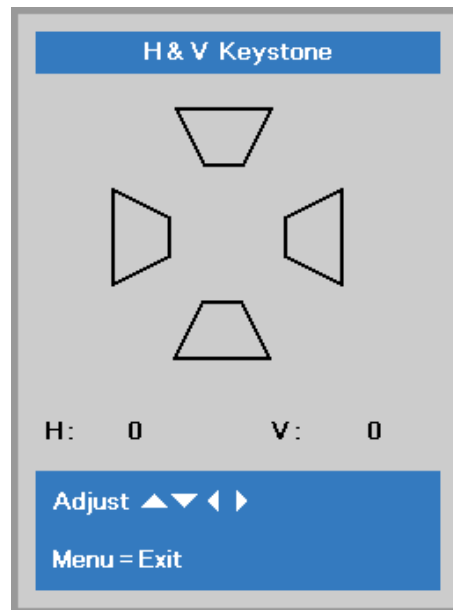 H & V Keystone
H: 0 V: 0
Adjust ▲▼◀ ▶
Menu = Exit